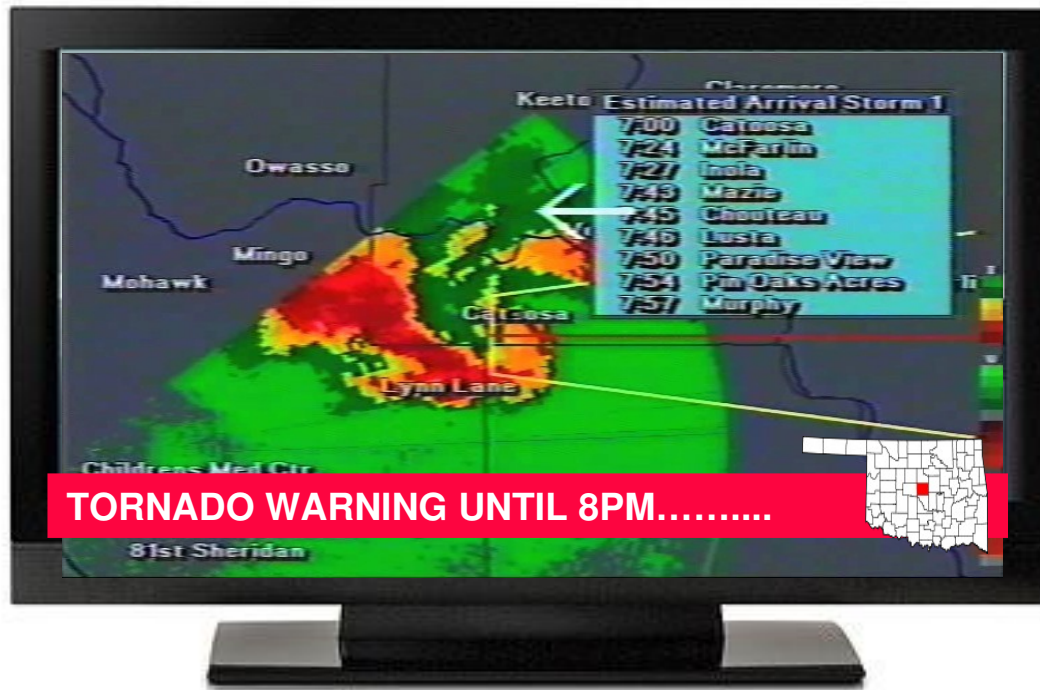 Claremore
Keeto
Estimated Arrival Storm 1
7:00 Catoosa
7:24 McFarlin
7:27 Inola
7:43 Mazie
7:45 Chouteau
7:46 Lusta
7:50 Paradise View
7:54 Pin Oaks Acres
7:57 Murphy
Owasso
Mingo
Mohawk
Catoosa
Lynn Lane
Childrens Med Ctr
TORNADO WARNING UNTIL 8PM……....
81st Sheridan